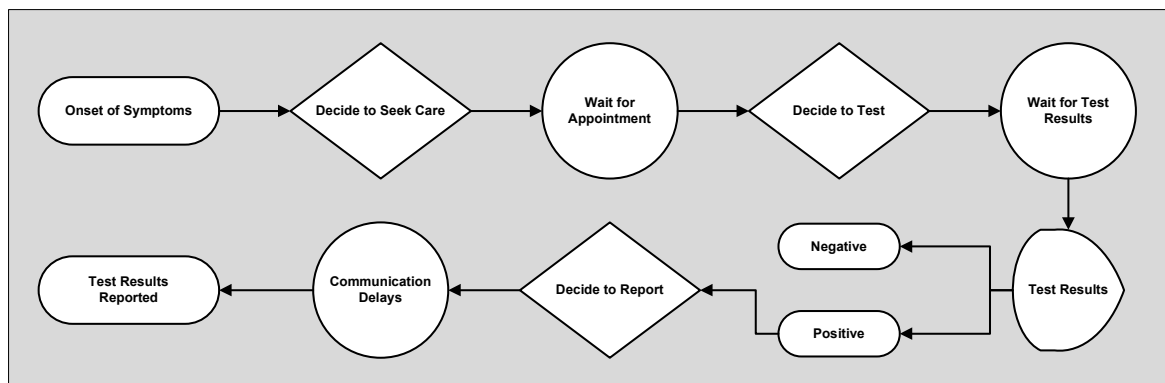 Onset of Symptoms
Decide to Seek Care
Wait for
Appointment
Decide to Test
Wait for Test
Results
Test Results
Negative
Positive
Decide to Report
Communication
Delays
Test Results
Reported